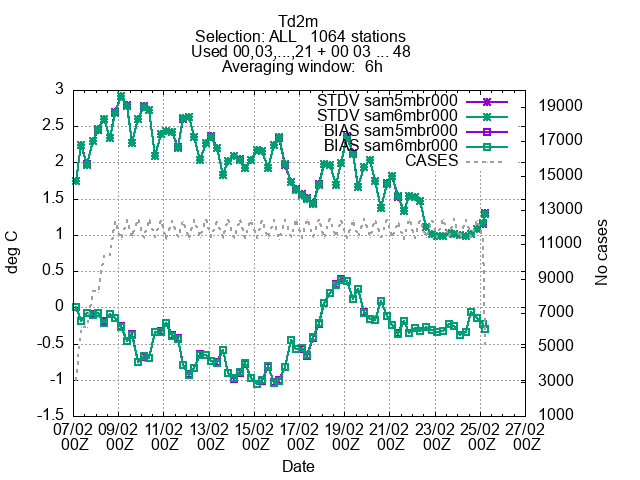 Td2m
Selection: ALL   1064 stations
Used 00,03,...,21 + 00 03 ... 48
Averaging window:  6h
STDV sam5mbr000
STDV sam6mbr000
BIAS sam5mbr000
BIAS sam6mbr000
CASES
3
2.5
2
1.5
1
0.5
0
-0.5
-1
-1.5
deg C
19000
17000
15000
13000
11000
9000
7000
5000
3000
1000
No cases
07/02 09/02 11/02 13/02 15/02 17/02 19/02 21/02 23/02 25/02 27/02
00Z 00Z 00Z 00Z 00Z 00Z 00Z 00Z 00Z 00Z 00Z
Date